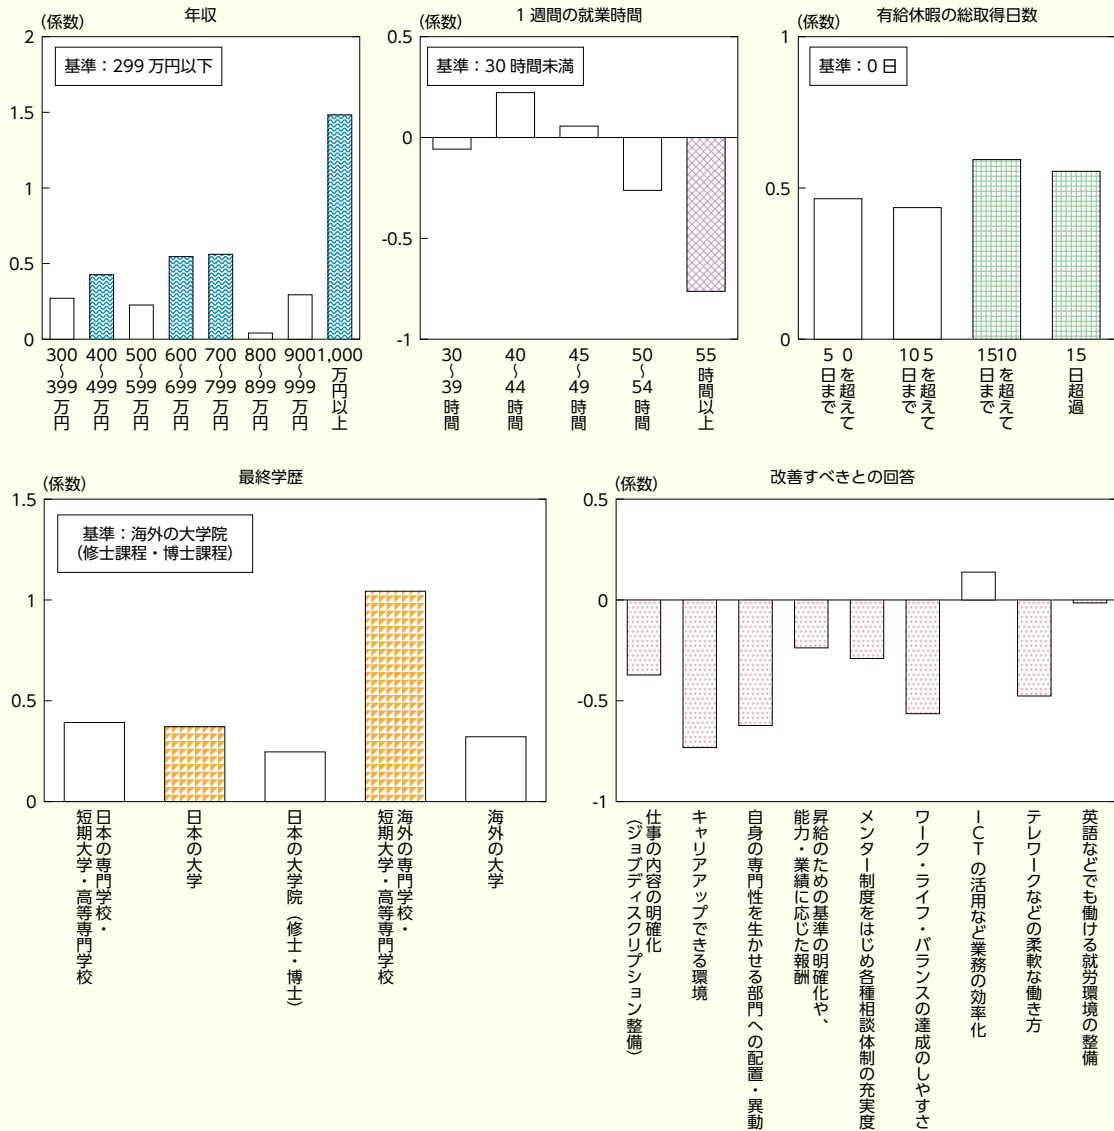 年収
(係数)
2
1.5
1
0.5
0
基準：299 万円以下
300～399万円
400～499万円
500～599万円
600～699万円
700～799万円
800～899万円
900～999万円
1,000万円以上
1 週間の就業時間
(係数)
0.5
0
-0.5
-1
基準：30 時間未満
30～39時間
40～44時間
45～49時間
50～54時間
55時間以上
有給休暇の総取得日数
(係数)
1
0.5
0
基準：0 日
0を超えて
5日まで
5を超えて
10日まで
10を超えて
15日まで
15日超過
最終学歴
(係数)
1.5
1
0.5
0
基準：海外の大学院
（修士課程・博士課程）
日本の専門学校・
短期大学・高等専門学校
日本の大学
日本の大学院（修士・博士）
海外の専門学校・
短期大学・高等専門学校
海外の大学
改善すべきとの回答
(係数)
0.5
0
-0.5
-1
仕事の内容の明確化
（ジョブディスクリプション整備）
キャリアアップできる環境
自身の専門性を生かせる部門への配置・異動
昇給のための基準の明確化や、
能力・業績に応じた報酬
メンター制度をはじめ各種相談体制の充実度
ワーク・ライフ・バランスの達成のしやすさ
ＩＣＴの活用など業務の効率化
テレワークなどの柔軟な働き方
英語などでも働ける就労環境の整備